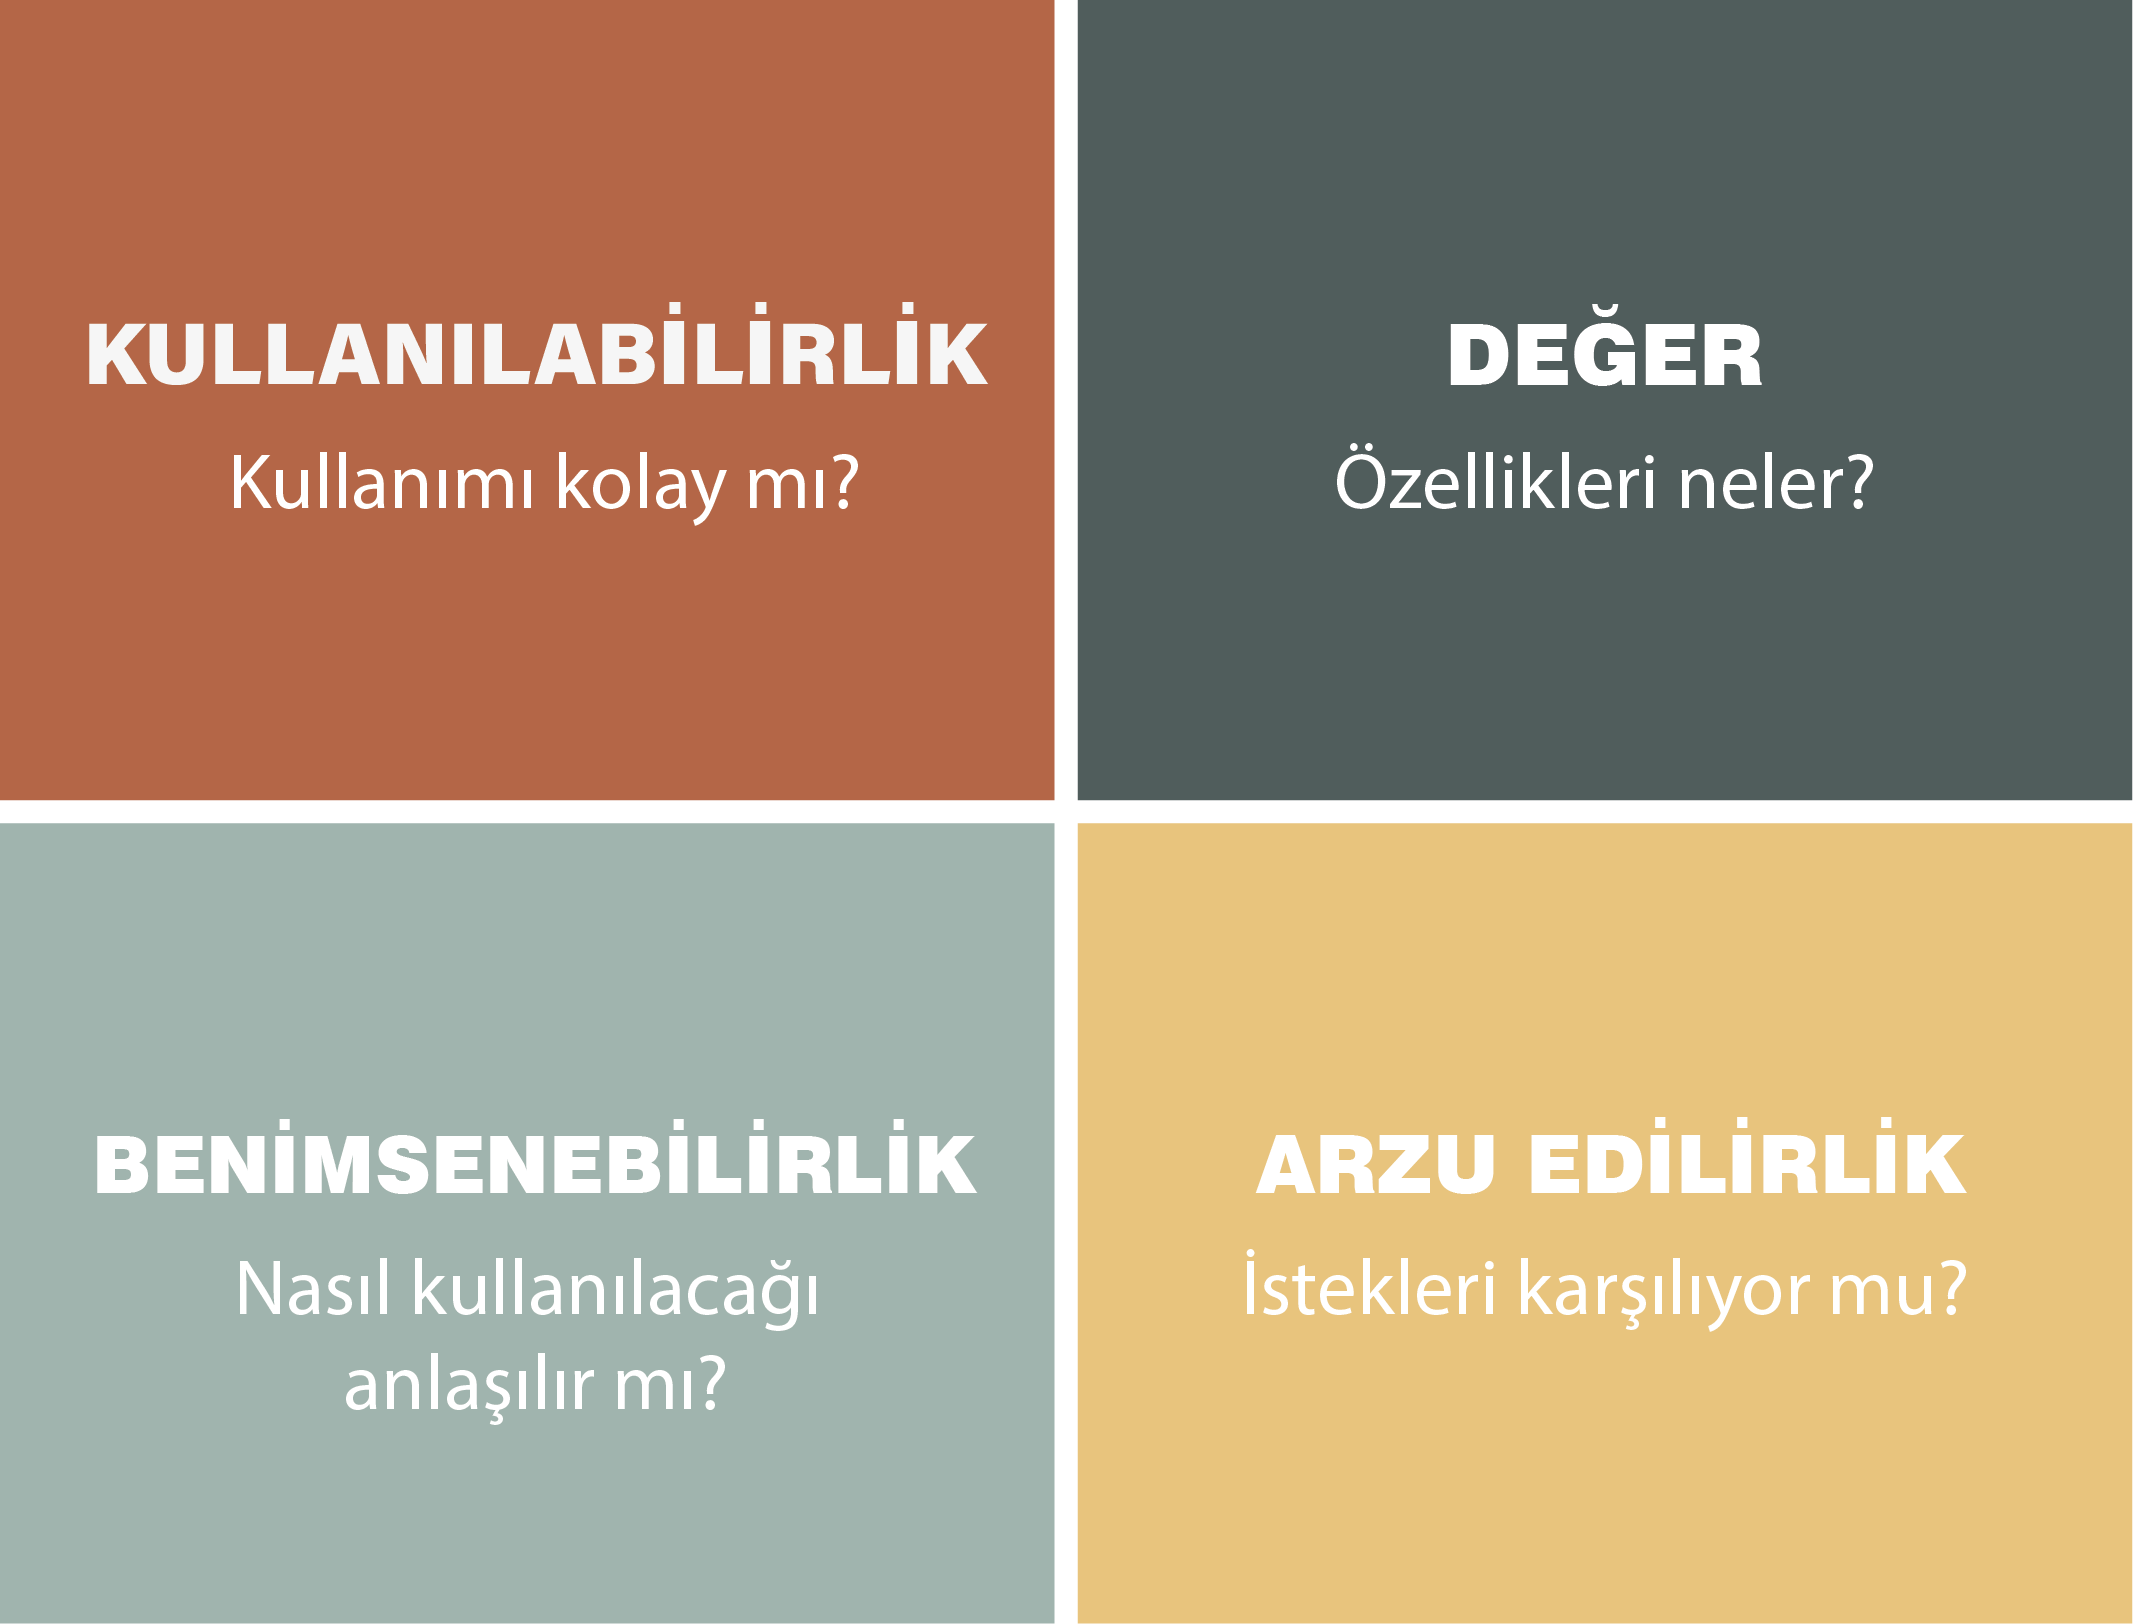 KULLANILABİLİRLİK
Kullanımı kolay mı?
DEĞER
Özellikleri neler?
BENİMSENEBİLİRLİK
Nasıl kullanılacağı
anlaşılır mı?
ARZU EDİLİRLİK
İstekleri karşılıyor mu?